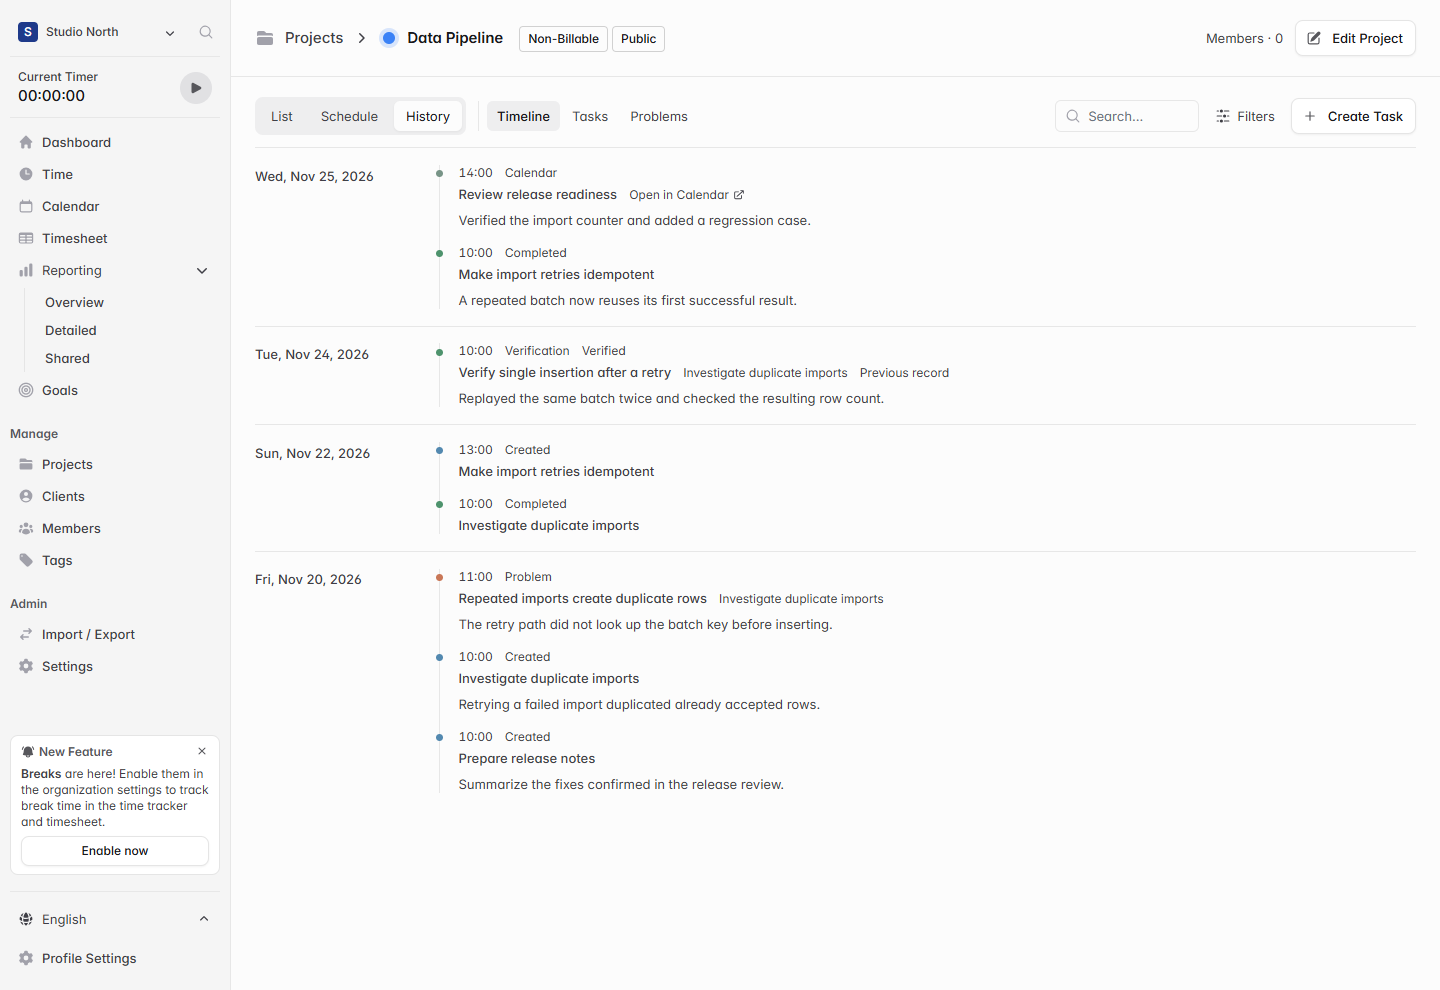 S Studio North
Current Timer
00:00:00
Dashboard
Time
Calendar
Timesheet
Reporting
Overview
Detailed
Shared
Goals
Manage
Projects
Clients
Members
Tags
Admin
Import / Export
Settings
New Feature
Breaks are here! Enable them in
the organization settings to track
break time in the time tracker
and timesheet.
Enable now
English
Profile Settings
Projects Data Pipeline Non-Billable Public Members · 0 Edit Project
List Schedule History Timeline Tasks Problems Search... Filters Create Task
Wed, Nov 25, 2026
14:00 Calendar
Review release readiness Open in Calendar
Verified the import counter and added a regression case.
10:00 Completed
Make import retries idempotent
A repeated batch now reuses its first successful result.
Tue, Nov 24, 2026
10:00 Verification Verified
Verify single insertion after a retry Investigate duplicate imports Previous record
Replayed the same batch twice and checked the resulting row count.
Sun, Nov 22, 2026
13:00 Created
Make import retries idempotent
10:00 Completed
Investigate duplicate imports
Fri, Nov 20, 2026
11:00 Problem
Repeated imports create duplicate rows Investigate duplicate imports
The retry path did not look up the batch key before inserting.
10:00 Created
Investigate duplicate imports
Retrying a failed import duplicated already accepted rows.
10:00 Created
Prepare release notes
Summarize the fixes confirmed in the release review.